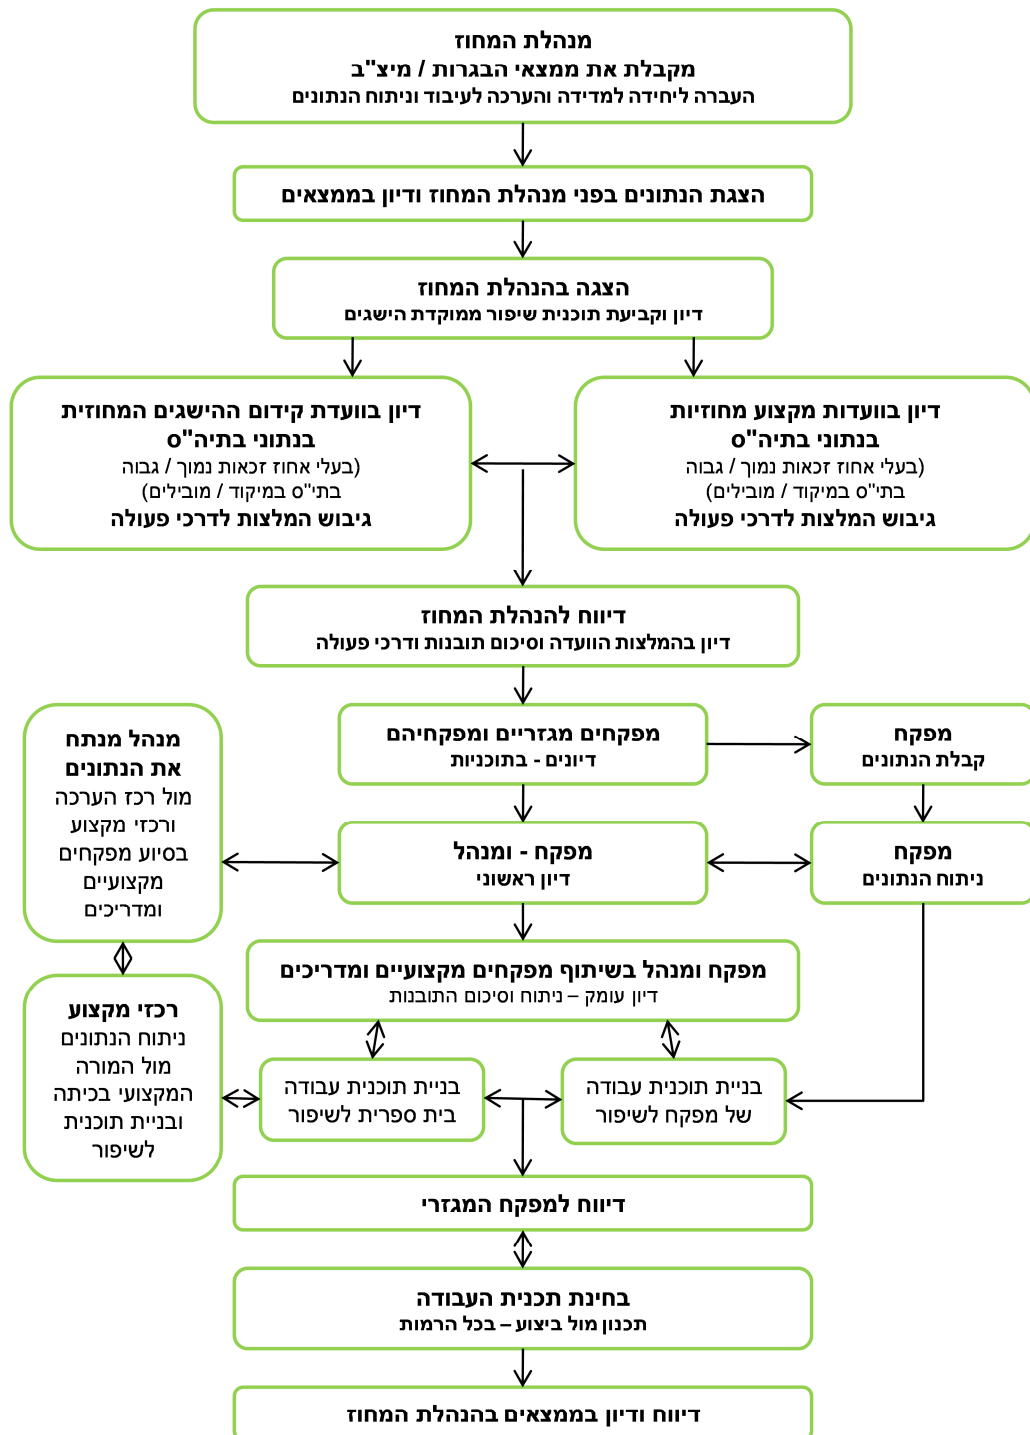 מנהלת המחוז
מקבלת את ממצאי הבגרות / מיצ"ב
העברה ליחידה למדידה והערכה לעיבוד וניתוח הנתונים
הצגת הנתונים בפני מנהלת המחוז ודיון בממצאים
הצגה בהנהלת המחוז
דיון וקביעת תוכנית שיפור ממוקדת הישגים
דיון בוועדות מקצוע מחוזיות
בנתוני בתיה"ס
(בעלי אחוז זכאות נמוך / גבוה
בתי"ס במיקוד / מובילים)
גיבוש המלצות לדרכי פעולה
דיון בוועדת קידום ההישגים המחוזית
בנתוני בתיה"ס
(בעלי אחוז זכאות נמוך / גבוה
בתי"ס במיקוד / מובילים)
גיבוש המלצות לדרכי פעולה
דיווח להנהלת המחוז
דיון בהמלצות הוועדה וסיכום תובנות ודרכי פעולה
מפקח
קבלת הנתונים
מפקחים מגזריים ומפקחיהם
דיונים - בתוכניות
מנהל מנתח
את הנתונים
מול רכז הערכה
ורכזי מקצוע
בסיוע מפקחים
מקצועיים
ומדריכים
מפקח
ניתוח הנתונים
מפקח - ומנהל
דיון ראשוני
מפקח ומנהל בשיתוף מפקחים מקצועיים ומדריכים
דיון עומק – ניתוח וסיכום התובנות
בניית תוכנית עבודה
של מפקח לשיפור
בניית תוכנית עבודה
בית ספרית לשיפור
רכזי מקצוע
ניתוח הנתונים
מול המורה
המקצועי בכיתה
ובניית תוכנית
לשיפור
דיווח למפקח המגזרי
בחינת תכנית העבודה
תכנון מול ביצוע – בכל הרמות
דיווח ודיון בממצאים בהנהלת המחוז